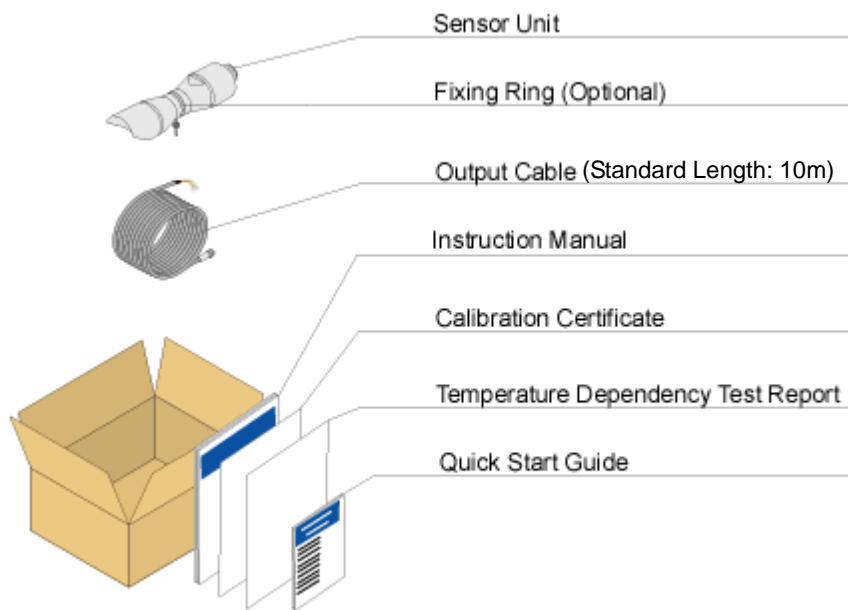 Sensor Unit
Fixing Ring (Optional)
Output Cable (Standard Length: 10m)
Instruction Manual
Calibration Certificate
Temperature Dependency Test Report
Quick Start Guide